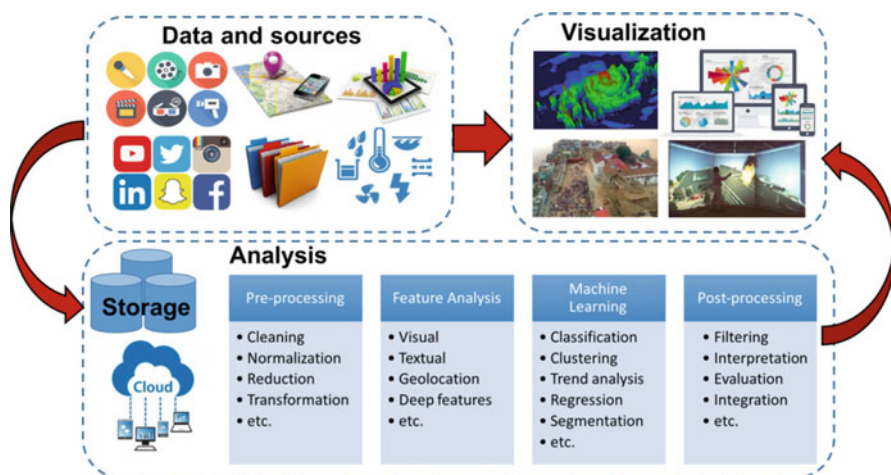 Data and sources
Visualization
in
f
Analysis
Storage
Cloud
Pre-processing
• Cleaning
• Normalization
• Reduction
• Transformation
• etc.
Feature Analysis
• Visual
• Textual
• Geolocation
• Deep features
• etc.
Machine
Learning
• Classification
• Clustering
• Trend analysis
• Regression
• Segmentation
• etc.
Post-processing
• Filtering
• Interpretation
• Evaluation
• Integration
• etc.